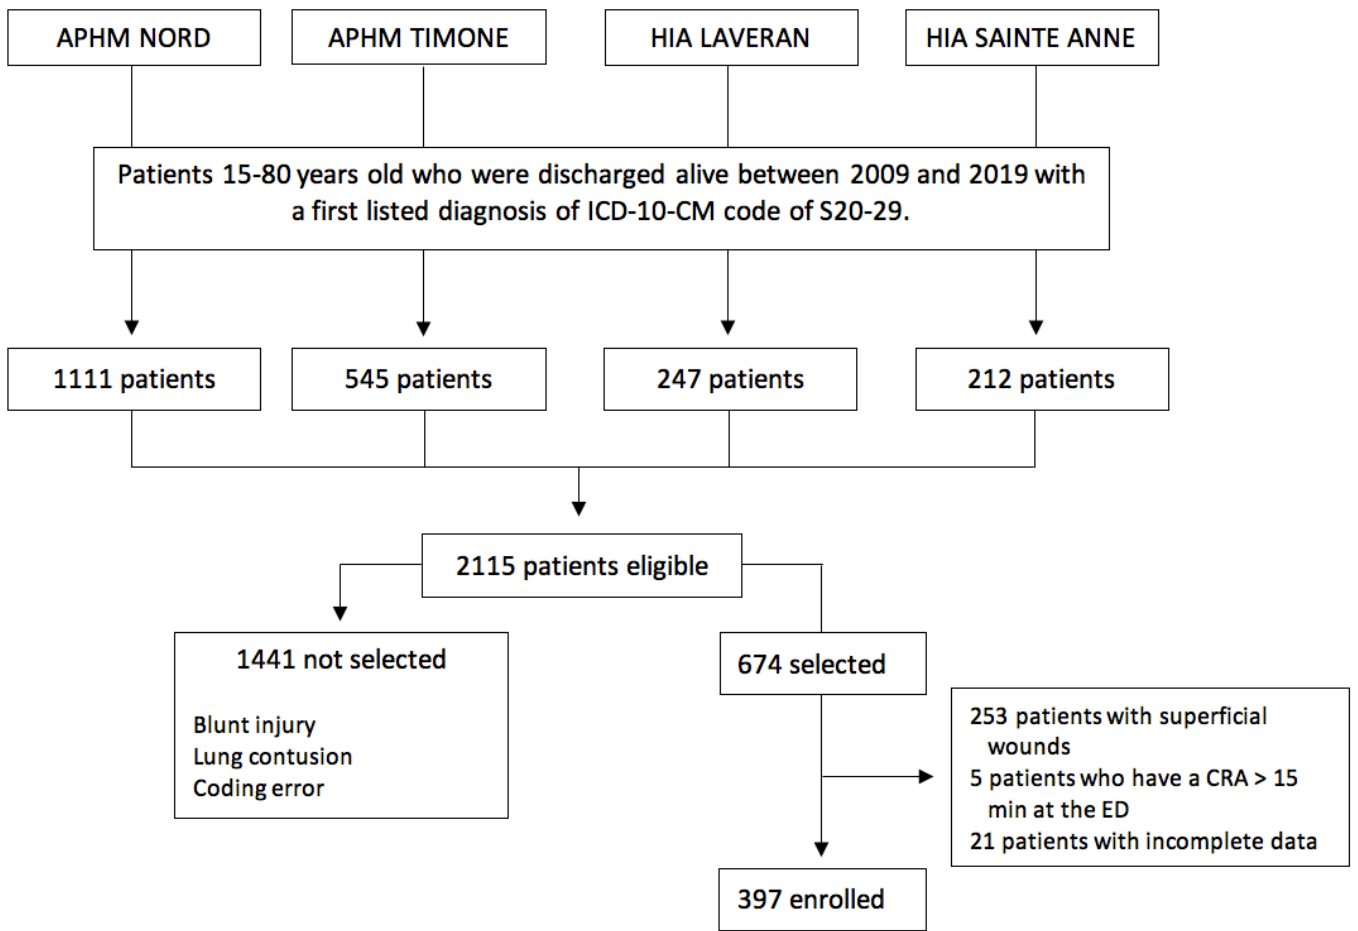 APHM NORD
APHM TIMONE
HIA LAVERAN
HIA SAINTE ANNE
Patients 15-80 years old who were discharged alive between 2009 and 2019 with
a first listed diagnosis of ICD-10-CM code of S20-29.
1111 patients
545 patients
247 patients
212 patients
2115 patients eligible
1441 not selected
Blunt injury
Lung contusion
Coding error
674 selected
253 patients with superficial
wounds
5 patients who have a CRA > 15
min at the ED
21 patients with incomplete data
397 enrolled